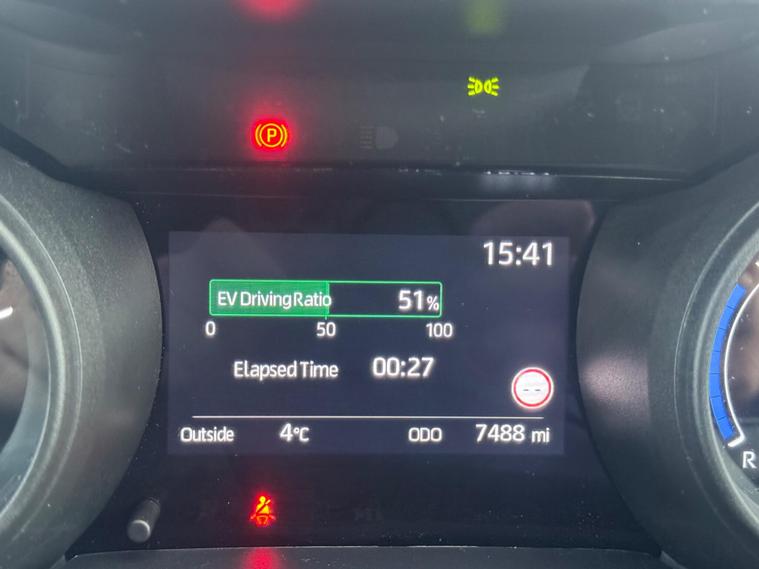 P
15:41
EV Driving Ratio 51%
0 50 100
Elapsed Time 00:27
--
Outside 4°C ODO 7488 mi
R